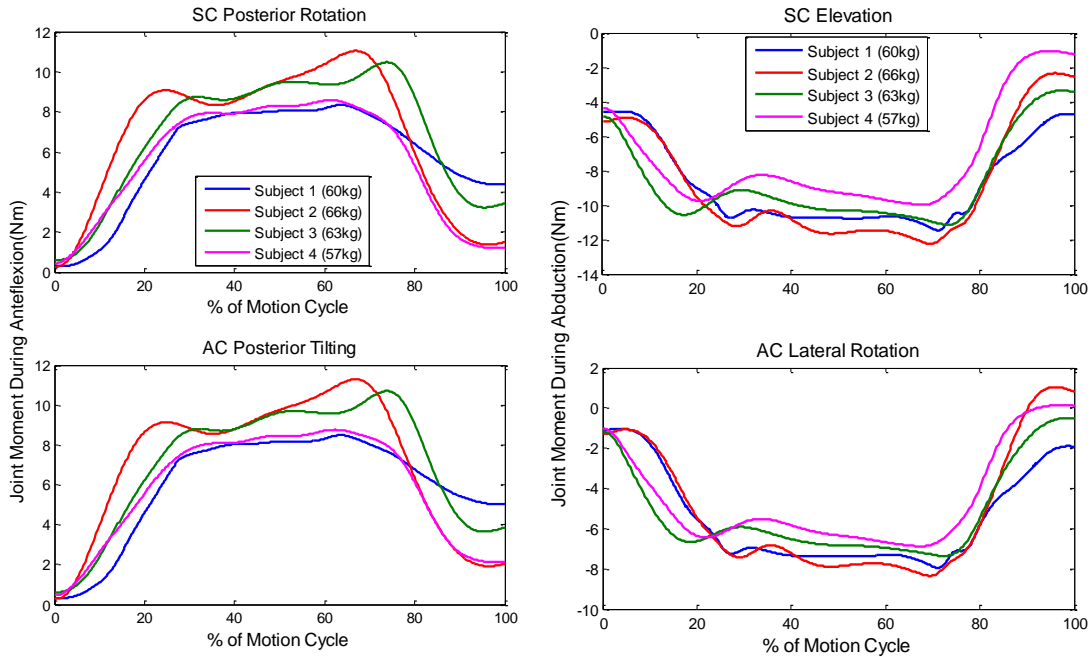 SC Posterior Rotation
12
10
8
6
4
2
0
0 20 40 60 80 100
% of Motion Cycle
Subject 1 (60kg)
Subject 2 (66kg)
Subject 3 (63kg)
Subject 4 (57kg)
Joint Moment During Anteflexion(Nm)
SC Elevation
0
-2
-4
-6
-8
-10
-12
-14
0 20 40 60 80 100
Subject 1 (60kg)
Subject 2 (66kg)
Subject 3 (63kg)
Subject 4 (57kg)
Joint Moment During Abduction(Nm)
AC Posterior Tilting
12
10
8
6
4
2
0
0 20 40 60 80 100
% of Motion Cycle
AC Lateral Rotation
2
0
-2
-4
-6
-8
-10
0 20 40 60 80 100
% of Motion Cycle